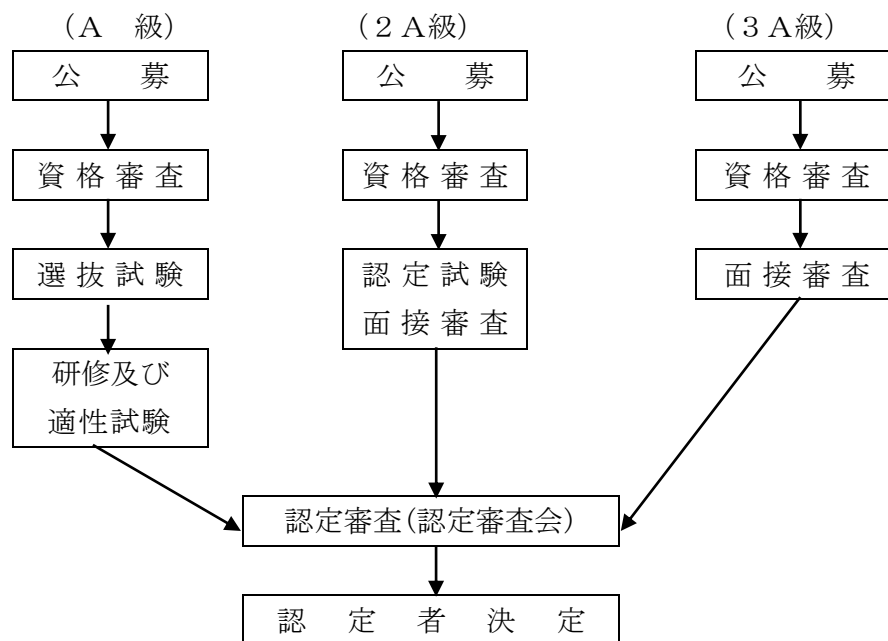 （Ａ　級） （２Ａ級） （３Ａ級）
公　　募 公　　募 公　　募
資 格 審 査 資 格 審 査 資 格 審 査
選 抜 試 験 認 定 試 験 面 接 審 査
面 接 審 査
研修及び
適性試験
認定審査(認定審査会)
認　定　者　決　定